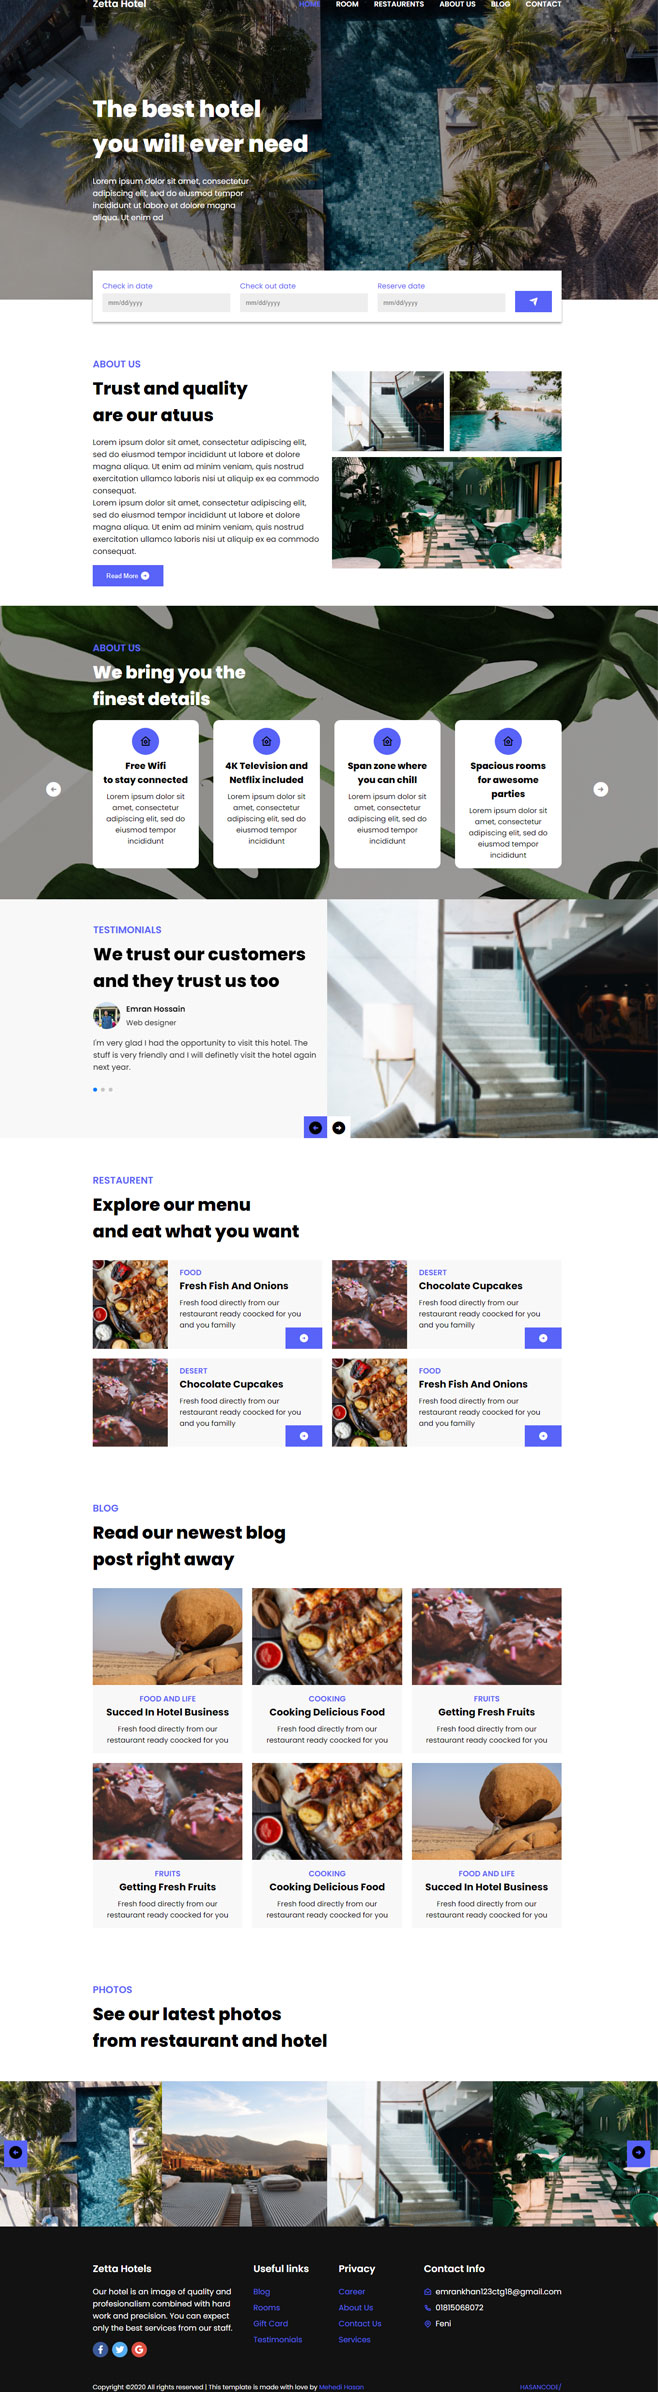 Zetta Hotel
HOME ROOM RESTAURENTS ABOUT US BLOG CONTACT
The best hotel
you will ever need
Lorem ipsum dolor sit amet, consectetur
adipiscing elit, sed do eiusmod tempor
incididunt ut labore et dolore magna
aliqua. Ut enim ad
Check in date Check out date Reserve date
mm/dd/yyyy mm/dd/yyyy mm/dd/yyyy
ABOUT US
Trust and quality
are our atuus
Lorem ipsum dolor sit amet, consectetur adipiscing elit,
sed do eiusmod tempor incididunt ut labore et dolore
magna aliqua. Ut enim ad minim veniam, quis nostrud
exercitation ullamco laboris nisi ut aliquip ex ea commodo
consequat.
Lorem ipsum dolor sit amet, consectetur adipiscing elit,
sed do eiusmod tempor incididunt ut labore et dolore
magna aliqua. Ut enim ad minim veniam, quis nostrud
exercitation ullamco laboris nisi ut aliquip ex ea commodo
consequat.
Read More
ABOUT US
We bring you the
finest details
Free Wifi
to stay connected
Lorem ipsum dolor sit
amet, consectetur
adipiscing elit, sed do
eiusmod tempor
incididunt
4K Television and
Netflix included
Lorem ipsum dolor sit
amet, consectetur
adipiscing elit, sed do
eiusmod tempor
incididunt
Span zone where
you can chill
Lorem ipsum dolor sit
amet, consectetur
adipiscing elit, sed do
eiusmod tempor
incididunt
Spacious rooms
for awesome
parties
Lorem ipsum dolor sit
amet, consectetur
adipiscing elit, sed do
eiusmod tempor
incididunt
TESTIMONIALS
We trust our customers
and they trust us too
Emran Hossain
Web designer
I'm very glad I had the opportunity to visit this hotel. The
stuff is very friendly and I will definetly visit the hotel again
next year.
RESTAURENT
Explore our menu
and eat what you want
FOOD
Fresh Fish And Onions
Fresh food directly from our
restaurant ready coocked for you
and you familly
DESERT
Chocolate Cupcakes
Fresh food directly from our
restaurant ready coocked for you
and you familly
DESERT
Chocolate Cupcakes
Fresh food directly from our
restaurant ready coocked for you
and you familly
FOOD
Fresh Fish And Onions
Fresh food directly from our
restaurant ready coocked for you
and you familly
BLOG
Read our newest blog
post right away
FOOD AND LIFE
Succed In Hotel Business
Fresh food directly from our
restaurant ready coocked for you
COOKING
Cooking Delicious Food
Fresh food directly from our
restaurant ready coocked for you
FRUITS
Getting Fresh Fruits
Fresh food directly from our
restaurant ready coocked for you
FRUITS
Getting Fresh Fruits
Fresh food directly from our
restaurant ready coocked for you
COOKING
Cooking Delicious Food
Fresh food directly from our
restaurant ready coocked for you
FOOD AND LIFE
Succed In Hotel Business
Fresh food directly from our
restaurant ready coocked for you
PHOTOS
See our latest photos
from restaurant and hotel
Zetta Hotels
Our hotel is an image of quality and
profesionalism combined with hard
work and precision. You can expect
only the best services from our staff.
Useful links
Blog
Rooms
Gift Card
Testimonials
Privacy
Career
About Us
Contact Us
Services
Contact Info
emrankhan123ctg18@gmail.com
01815068072
Feni
Copyright ©2020 All rights reserved | This template is made with love by Mehedi Hasan
HASANCODE/